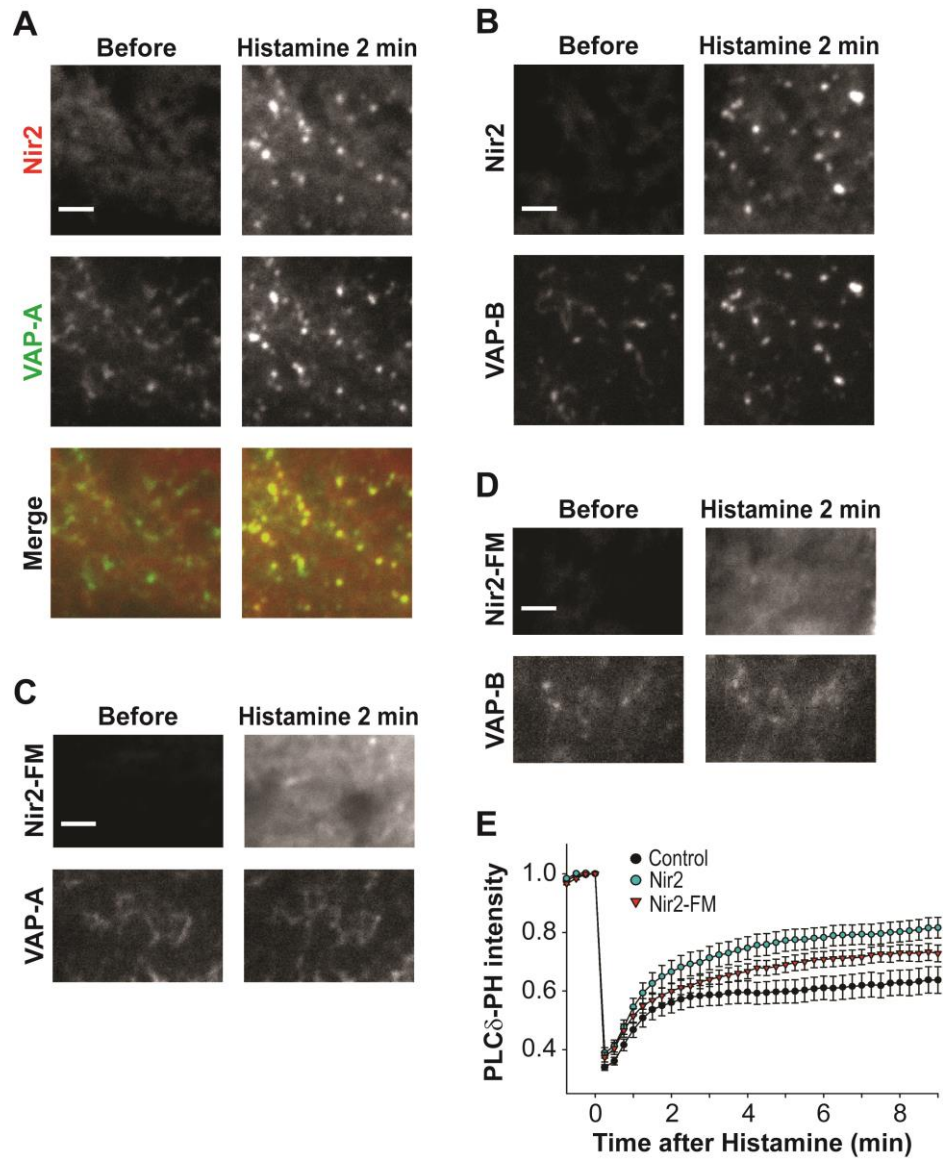 A
Before Histamine 2 min
Nir2
VAP-A
Merge
B
Before Histamine 2 min
Nir2
VAP-B
C
Before Histamine 2 min
Nir2-FM
VAP-A
D
Before Histamine 2 min
Nir2-FM
VAP-B
E
Control
Nir2
Nir2-FM
PLCδ-PH intensity
1.0
0.8
0.6
0.4
0 2 4 6 8
Time after Histamine (min)